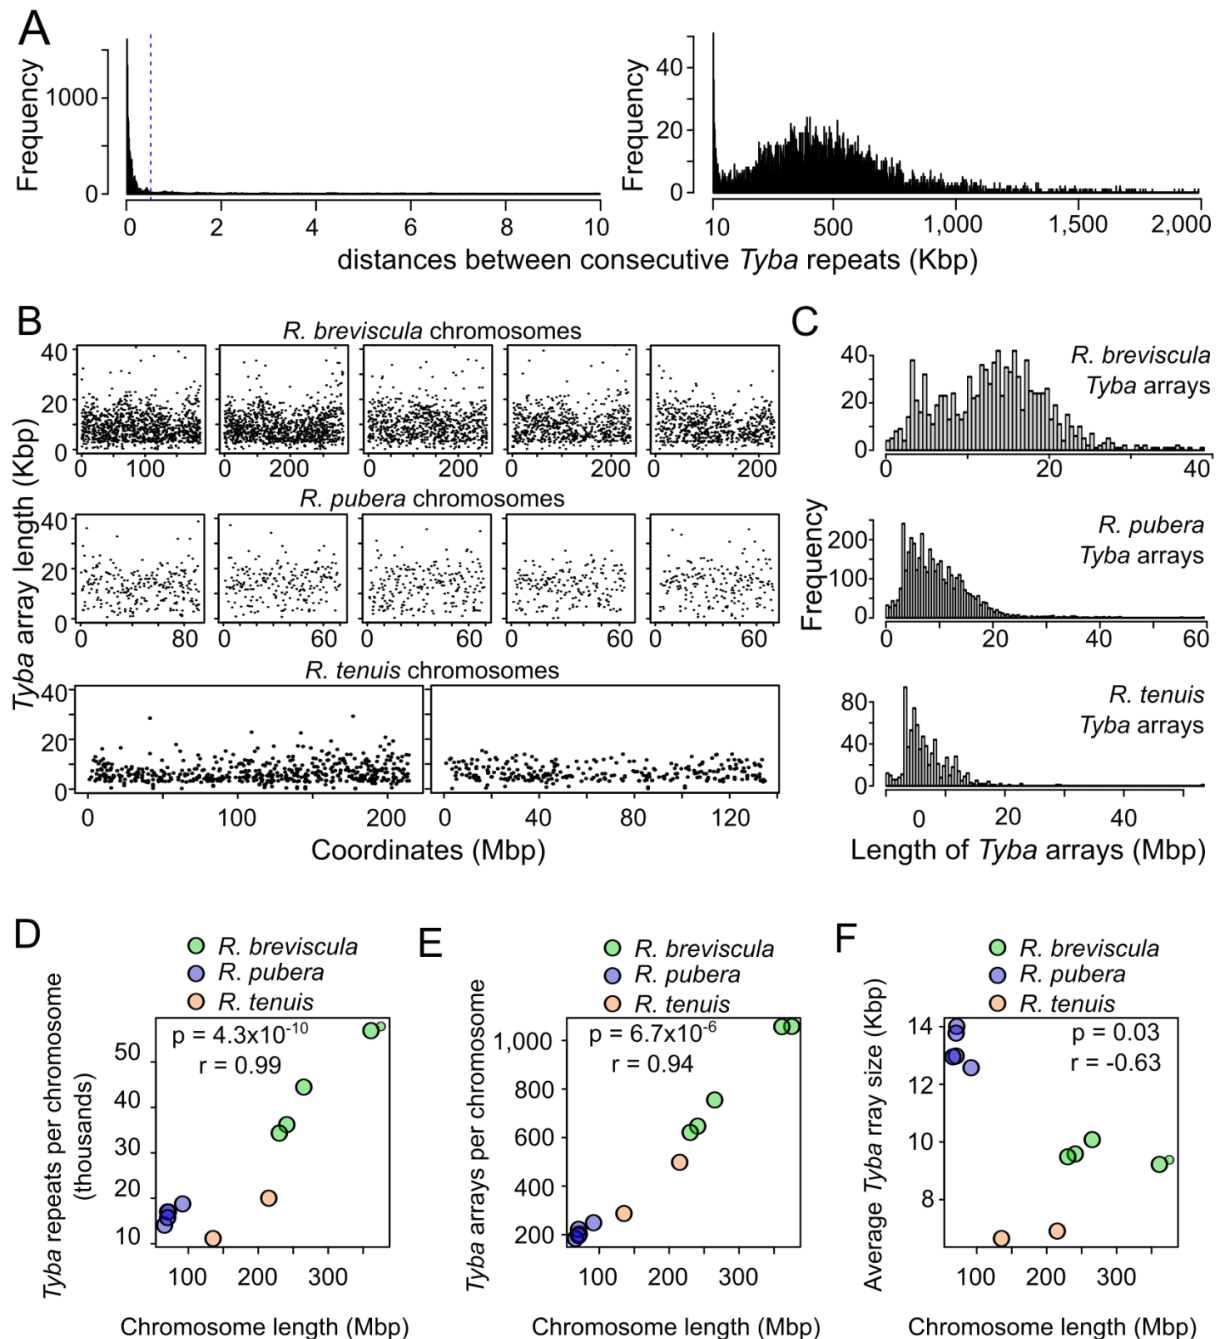 A
Frequency
1000
0
0 2 4 6 8 10
Frequency
40
20
0
10 500 1,000 1,500 2,000
distances between consecutive Tyba repeats (Kbp)
B
R. breviscula chromosomes
Tyba array length (Kbp)
40
20
0
0 100
0 200
0 200
0 200
0 200
R. pubera chromosomes
40
20
0
0 80
0 60
0 60
0 60
0 60
R. tenuis chromosomes
40
20
0
0 100 200
0 40 80 120
Coordinates (Mbp)
C
Frequency
R. breviscula
Tyba arrays
40
20
0
0 20 40
R. pubera
Tyba arrays
200
100
0
0 20 40 60
R. tenuis
Tyba arrays
80
40
0
0 20 40
Length of Tyba arrays (Mbp)
D
R. breviscula
R. pubera
R. tenuis
Tyba repeats per chromosome
(thousands)
p = 4.3x10-10
r = 0.99
50
40
30
20
10
100 200 300
Chromosome length (Mbp)
E
R. breviscula
R. pubera
R. tenuis
Tyba arrays per chromosome
p = 6.7x10-6
r = 0.94
1,000
800
600
400
200
100 200 300
Chromosome length (Mbp)
F
R. breviscula
R. pubera
R. tenuis
Average Tyba rray size (Kbp)
p = 0.03
r = -0.63
14
12
10
8
100 200 300
Chromosome length (Mbp)